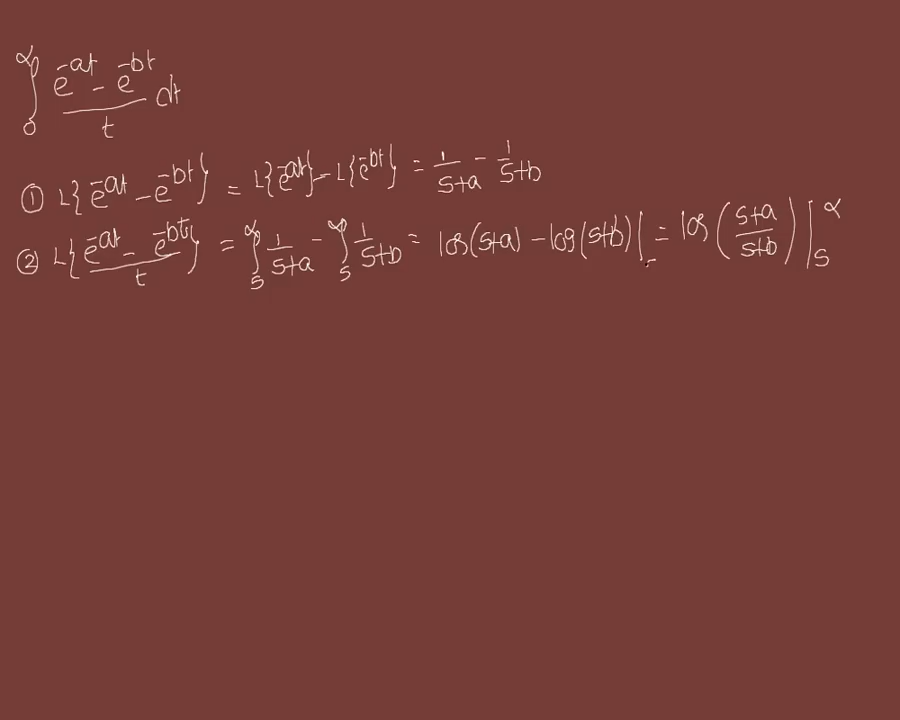 ∫₀^∞ (e^{-at} - e^{-bt})/t dt
① L{e^{-at} - e^{-bt}} = L{e^{-at}} - L{e^{-bt}} = 1/(s+a) - 1/(s+b)
② L{(e^{-at} - e^{-bt})/t} = ∫_s^∞ 1/(s+a) - ∫_s^∞ 1/(s+b) = log(s+a) - log(s+b)| = log((s+a)/(s+b))|_s^∞